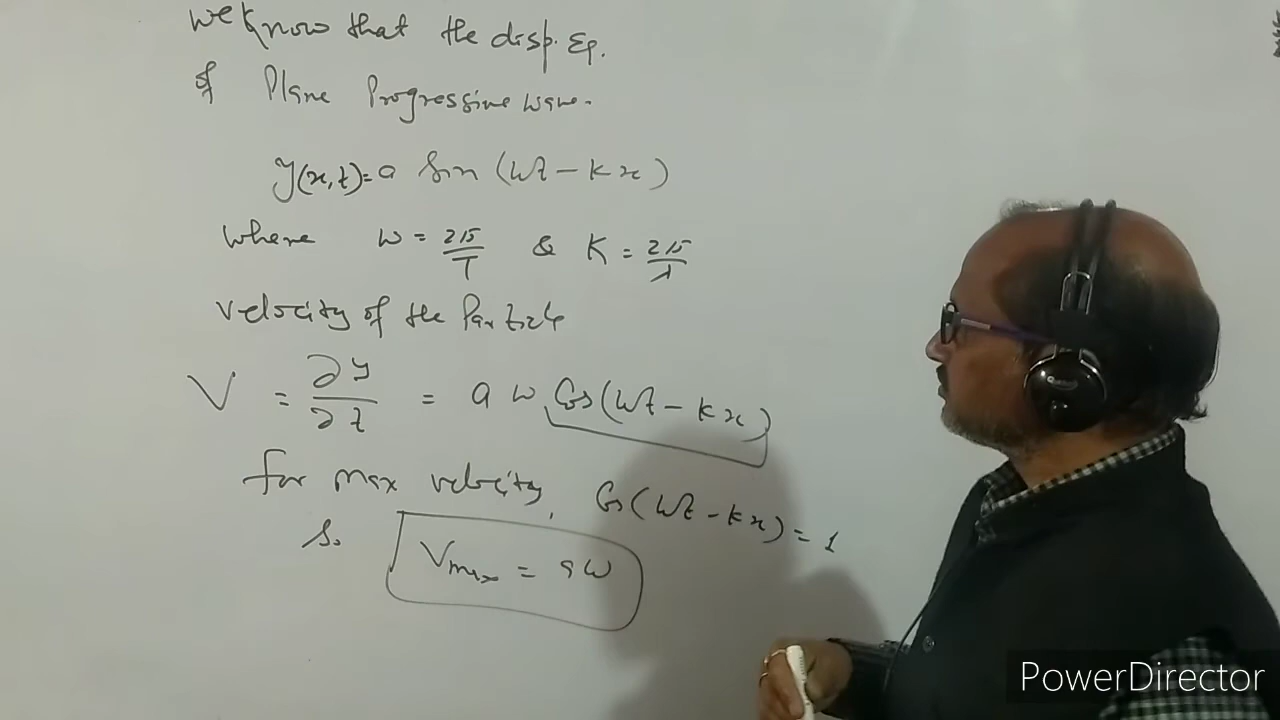 We know that the disp. Eq.
of Plane Progressive wave.
y(x,t)= a Sin (ωt - kx)
where ω = 2π/T & K = 2π/λ
velocity of the Particle
V = ∂y/∂t = a ω Cos(ωt - kx)
for max velocity, Cos(ωt - kx) = 1
So Vmax = aω
PowerDirector